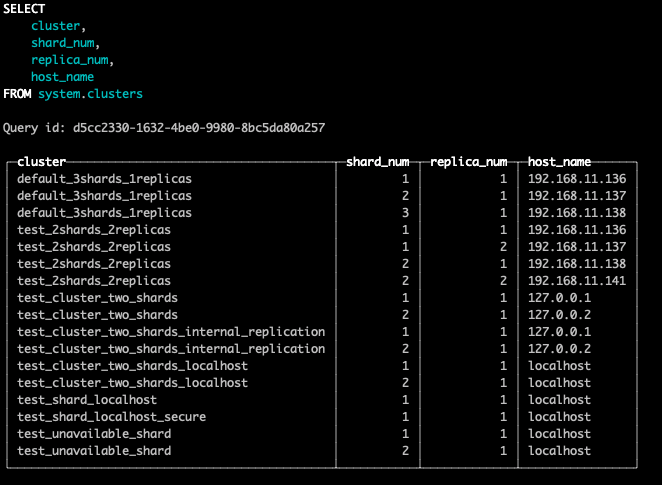 SELECT
    cluster,
    shard_num,
    replica_num,
    host_name
FROM system.clusters
Query id: d5cc2330-1632-4be0-9980-8bc5da80a257
cluster shard_num replica_num host_name
default_3shards_1replicas 1 1 192.168.11.136
default_3shards_1replicas 2 1 192.168.11.137
default_3shards_1replicas 3 1 192.168.11.138
test_2shards_2replicas 1 1 192.168.11.136
test_2shards_2replicas 1 2 192.168.11.137
test_2shards_2replicas 2 1 192.168.11.138
test_2shards_2replicas 2 2 192.168.11.141
test_cluster_two_shards 1 1 127.0.0.1
test_cluster_two_shards 2 1 127.0.0.2
test_cluster_two_shards_internal_replication 1 1 127.0.0.1
test_cluster_two_shards_internal_replication 2 1 127.0.0.2
test_cluster_two_shards_localhost 1 1 localhost
test_cluster_two_shards_localhost 2 1 localhost
test_shard_localhost 1 1 localhost
test_shard_localhost_secure 1 1 localhost
test_unavailable_shard 1 1 localhost
test_unavailable_shard 2 1 localhost